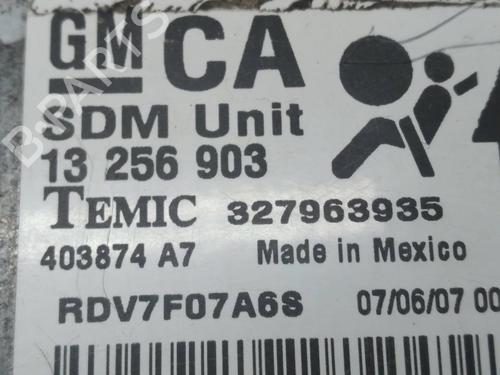 GM CA
SDM Unit
13 256 903
TEMIC 327963935
403874 A7 Made in Mexico
RDV7F07A6S 07/06/07 00
B-PARTS